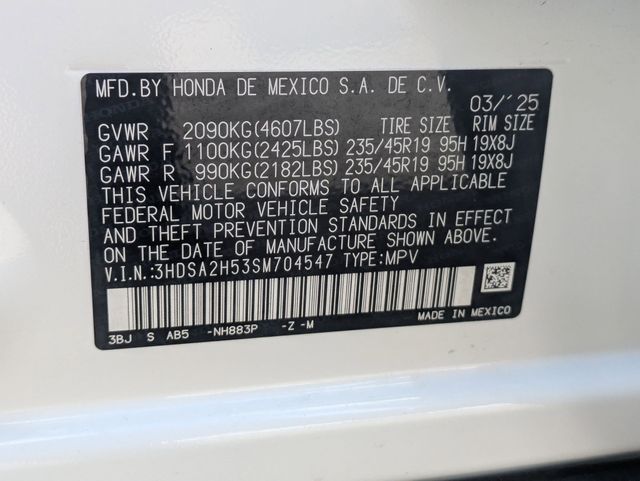 MFD.BY HONDA DE MEXICO S.A. DE C.V.
03/'25
GVWR 2090KG(4607LBS) TIRE SIZE RIM SIZE
GAWR F 1100KG(2425LBS) 235/45R19 95H 19X8J
GAWR R 990KG(2182LBS) 235/45R19 95H 19X8J
THIS VEHICLE CONFORMS TO ALL APPLICABLE
FEDERAL MOTOR VEHICLE SAFETY
AND THEFT PREVENTION STANDARDS IN EFFECT
ON THE DATE OF MANUFACTURE SHOWN ABOVE.
V.I.N.:3HDSA2H53SM704547 TYPE:MPV
3BJ S AB5 -NH883P -Z -M
MADE IN MEXICO